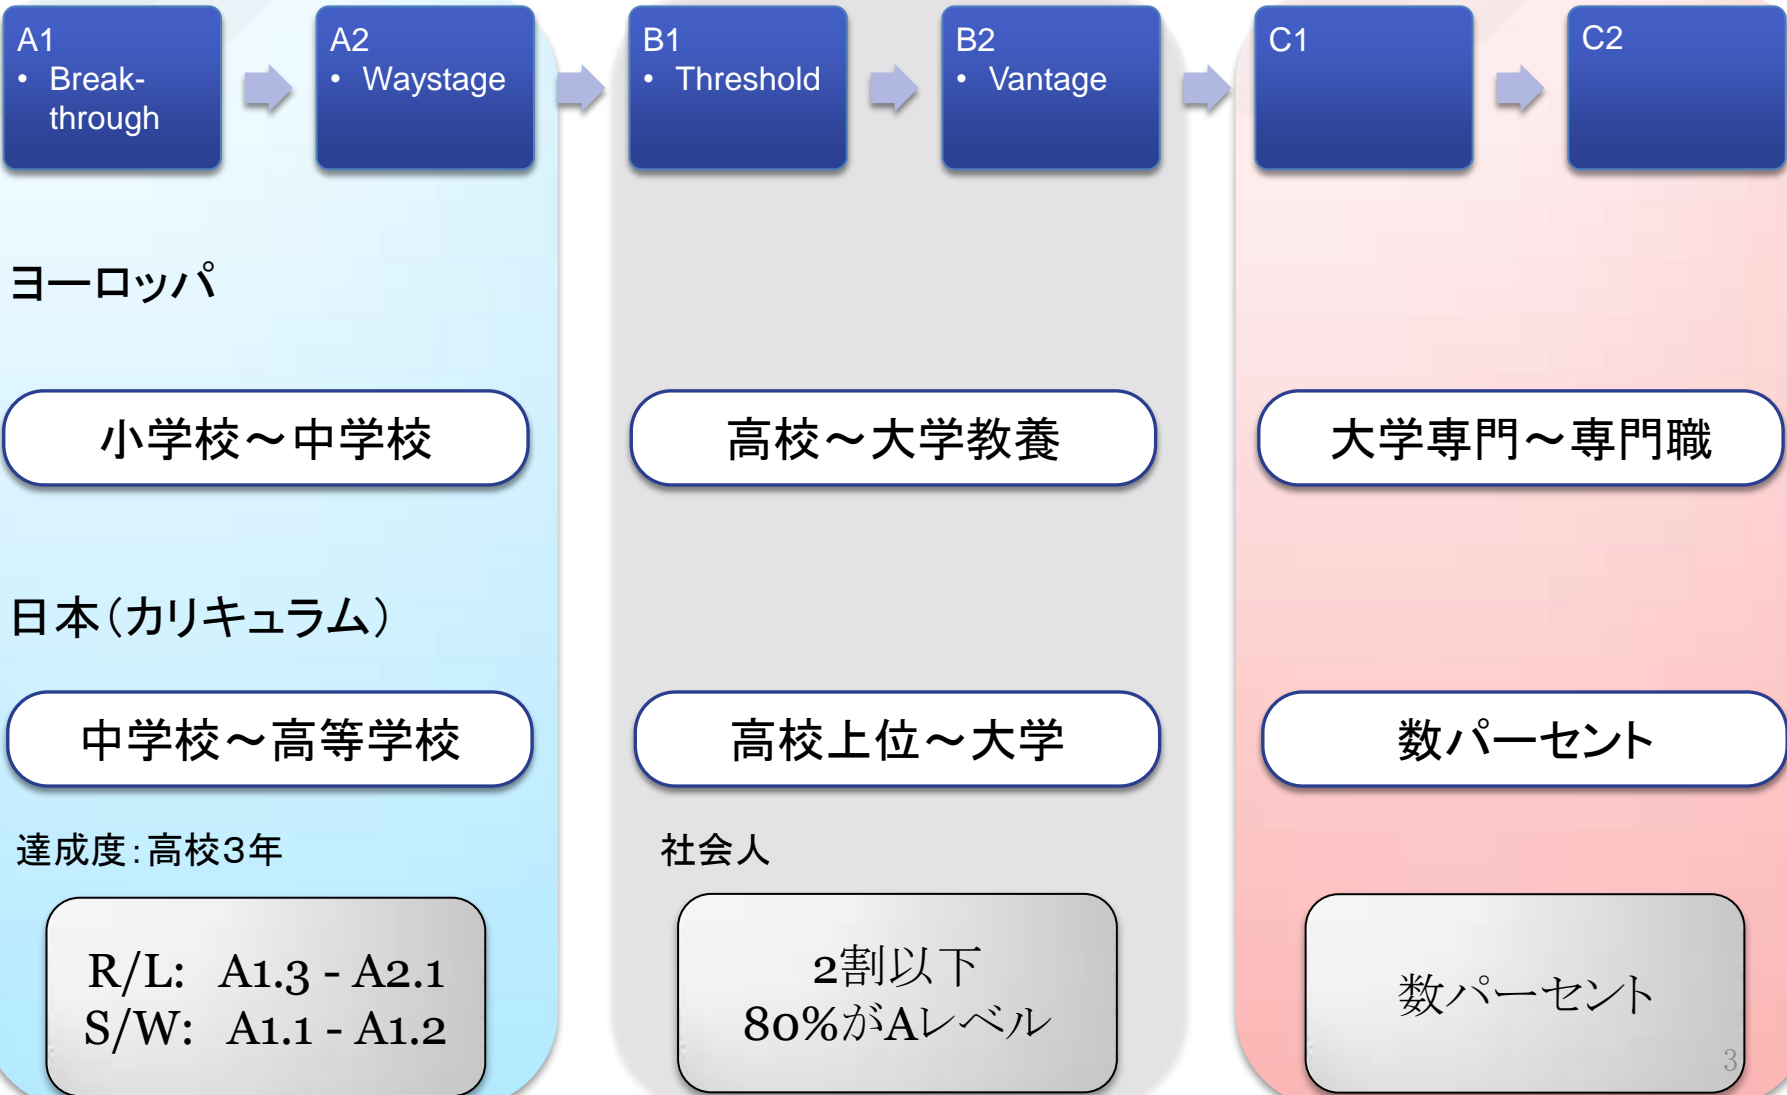 A1
• Break-
through
A2
• Waystage
B1
• Threshold
B2
• Vantage
C1
C2
ヨーロッパ
小学校～中学校
高校～大学教養
大学専門～専門職
日本（カリキュラム）
中学校～高等学校
高校上位～大学
数パーセント
達成度：高校３年
社会人
R/L: A1.3 - A2.1
S/W: A1.1 - A1.2
2割以下
80%がAレベル
数パーセント
3